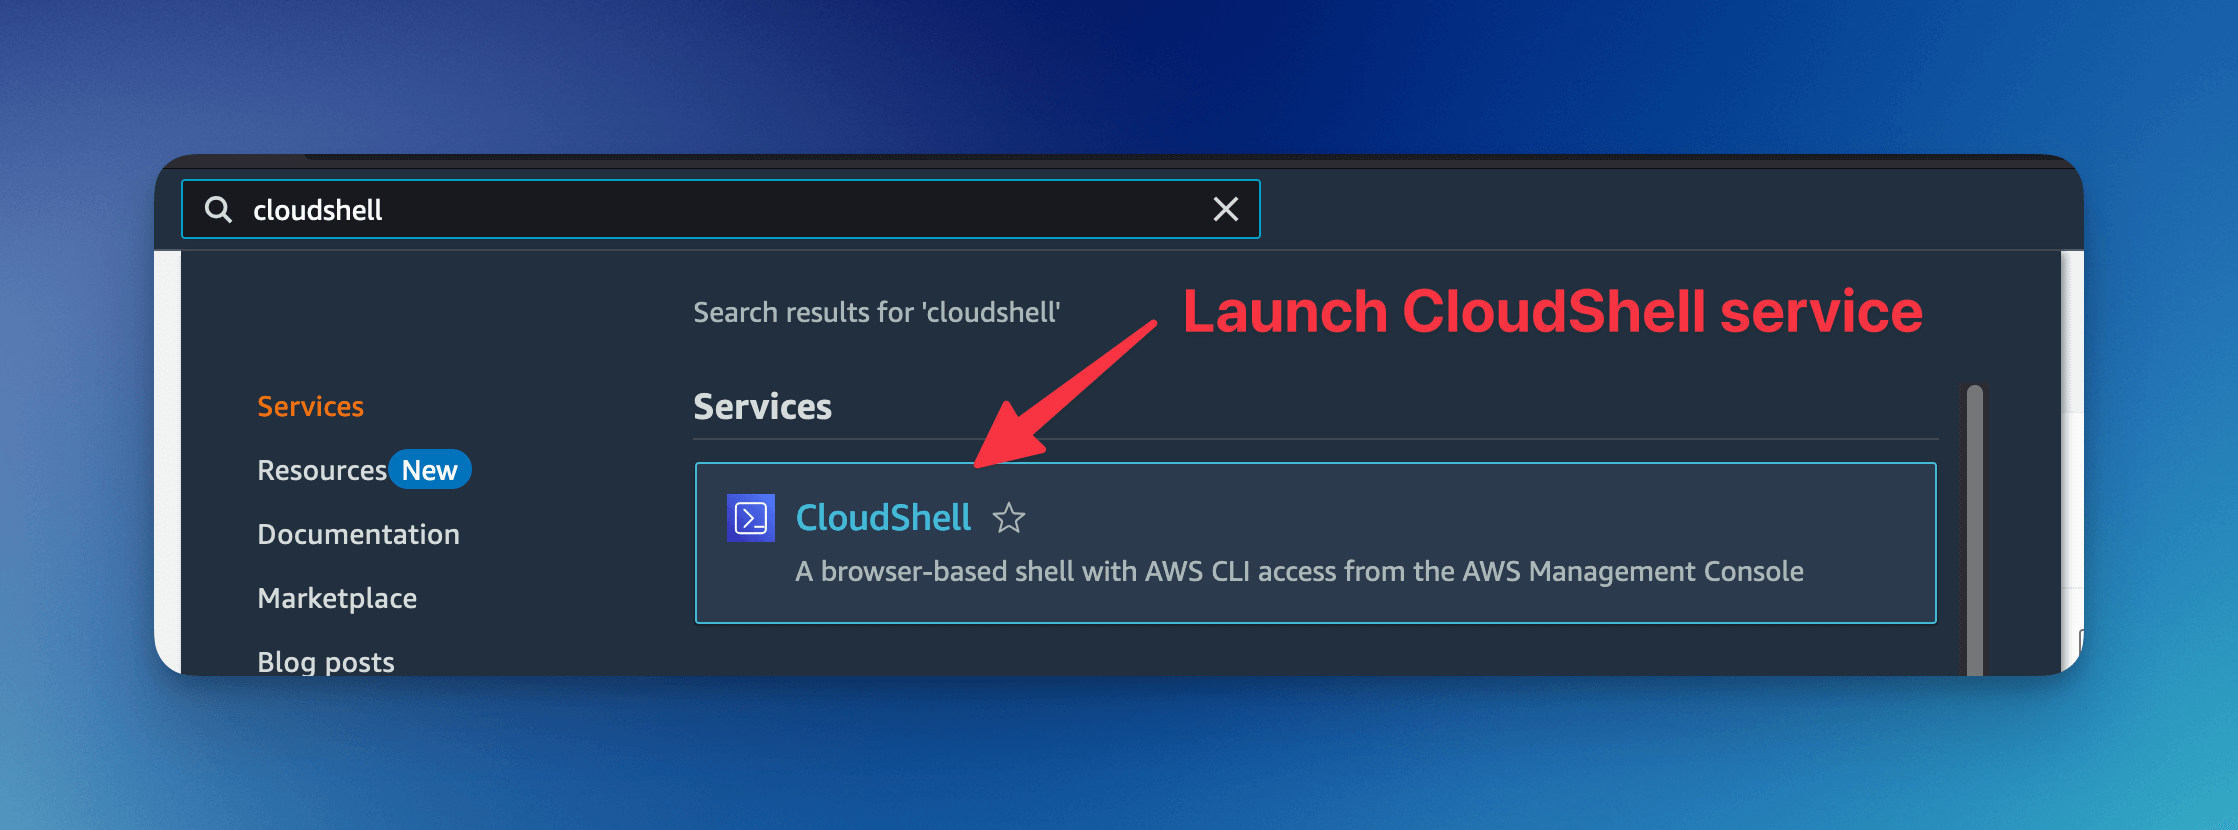 cloudshell
Search results for 'cloudshell'
Launch CloudShell service
Services
Resources New
Documentation
Marketplace
Blog posts
Services
CloudShell
A browser-based shell with AWS CLI access from the AWS Management Console